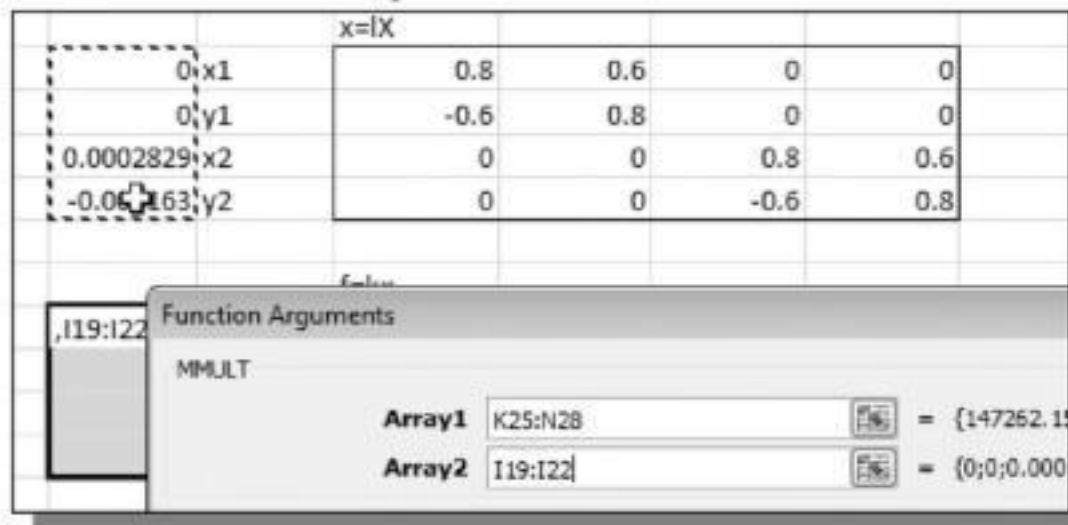 x=lX
0 x1 0.8 0.6 0 0
0 y1 -0.6 0.8 0 0
0.0002829 x2 0 0 0.8 0.6
y2 0 0 -0.6 0.8
,I19:I22
Function Arguments
MMULT
Array1 K25:N28 = {147262.15
Array2 I19:I22 = {0;0;0.000